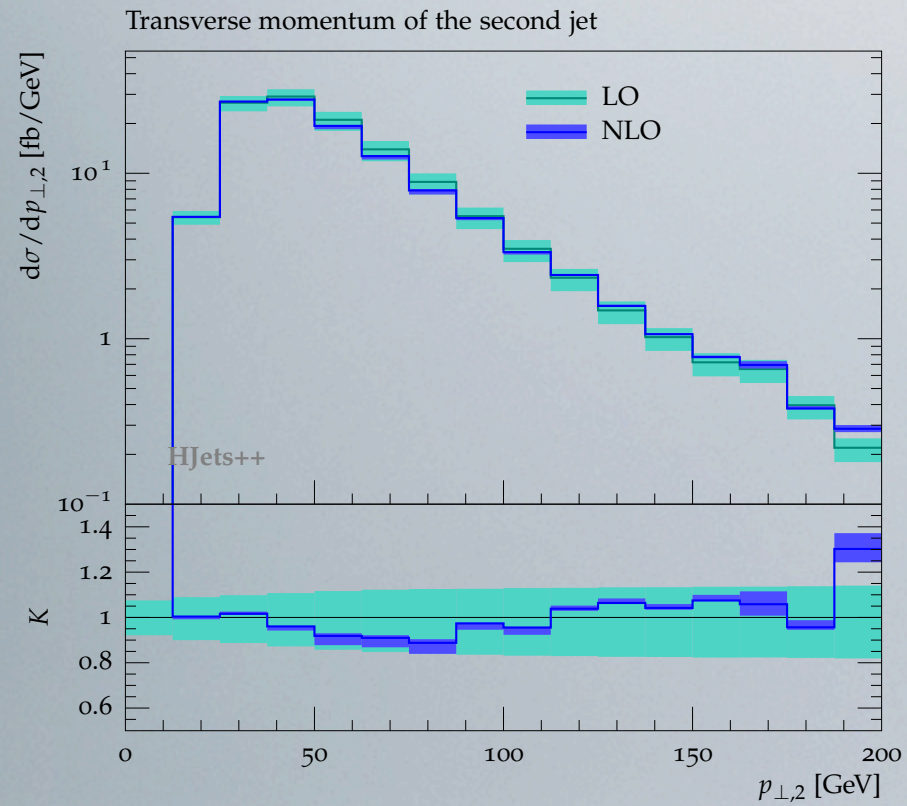 Transverse momentum of the second jet
dσ/dp⊥,2 [fb/GeV]
LO
NLO
10¹
1
HJets++
10⁻¹
1.4
1.2
1
0.8
0.6
K
0
50
100
150
200
p⊥,2 [GeV]